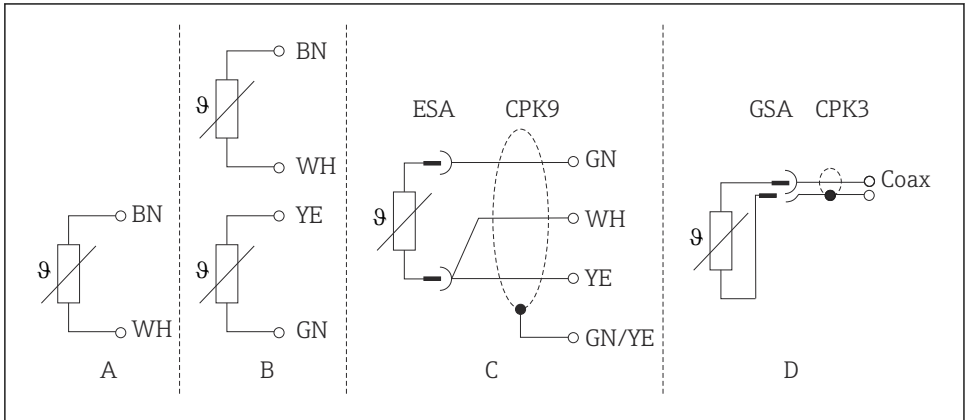 BN
ϑ
WH
A
BN
ϑ
WH
YE
ϑ
GN
B
ESA CPK9
GN
ϑ
WH
YE
GN/YE
C
GSA CPK3
Coax
ϑ
D